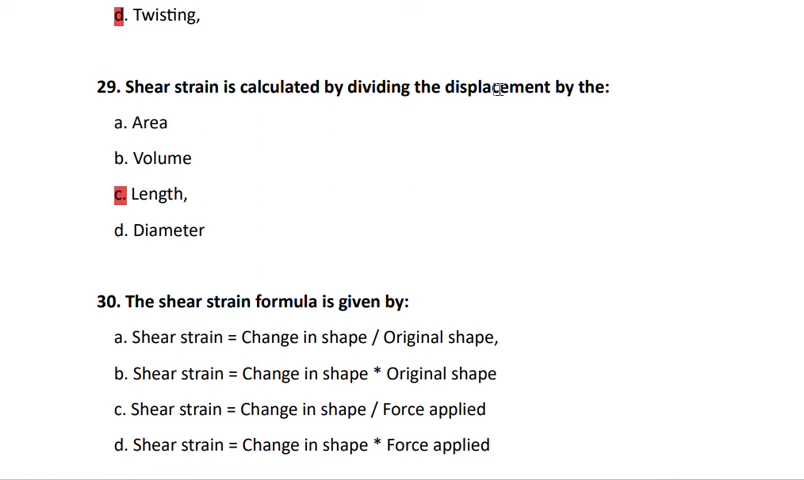 d. Twisting,
29. Shear strain is calculated by dividing the displacement by the:
a. Area
b. Volume
c. Length,
d. Diameter
30. The shear strain formula is given by:
a. Shear strain = Change in shape / Original shape,
b. Shear strain = Change in shape * Original shape
c. Shear strain = Change in shape / Force applied
d. Shear strain = Change in shape * Force applied